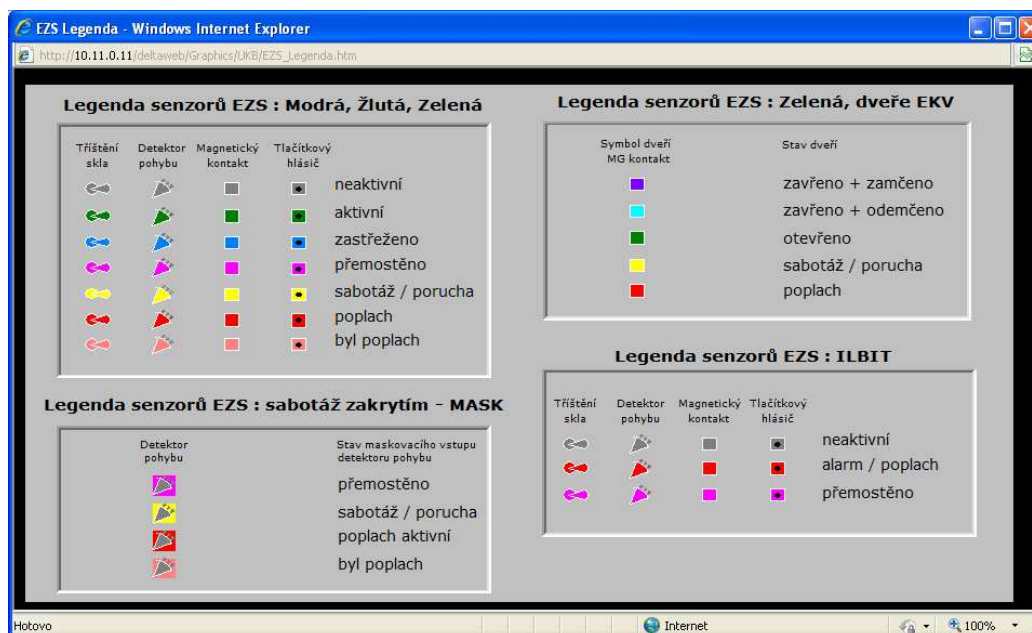 EZS Legenda - Windows Internet Explorer
http://10.11.0.11/deltaweb/Graphics/UKB/EZS_Legenda.htm
Legenda senzorů EZS : Modrá, Žlutá, Zelená
Tříštění skla
Detektor pohybu
Magnetický kontakt
Tlačítkový hlásič
neaktivní
aktivní
zastřeženo
přemostěno
sabotáž / porucha
poplach
byl poplach
Legenda senzorů EZS : Zelená, dveře EKV
Symbol dveří
MG kontakt
Stav dveří
zavřeno + zamčeno
zavřeno + odemčeno
otevřeno
sabotáž / porucha
poplach
Legenda senzorů EZS : sabotáž zakrytím - MASK
Detektor
pohybu
Stav maskovacího vstupu
detektoru pohybu
přemostěno
sabotáž / porucha
poplach aktivní
byl poplach
Legenda senzorů EZS : ILBIT
Tříštění skla
Detektor pohybu
Magnetický kontakt
Tlačítkový hlásič
neaktivní
alarm / poplach
přemostěno
Hotovo
Internet
100%